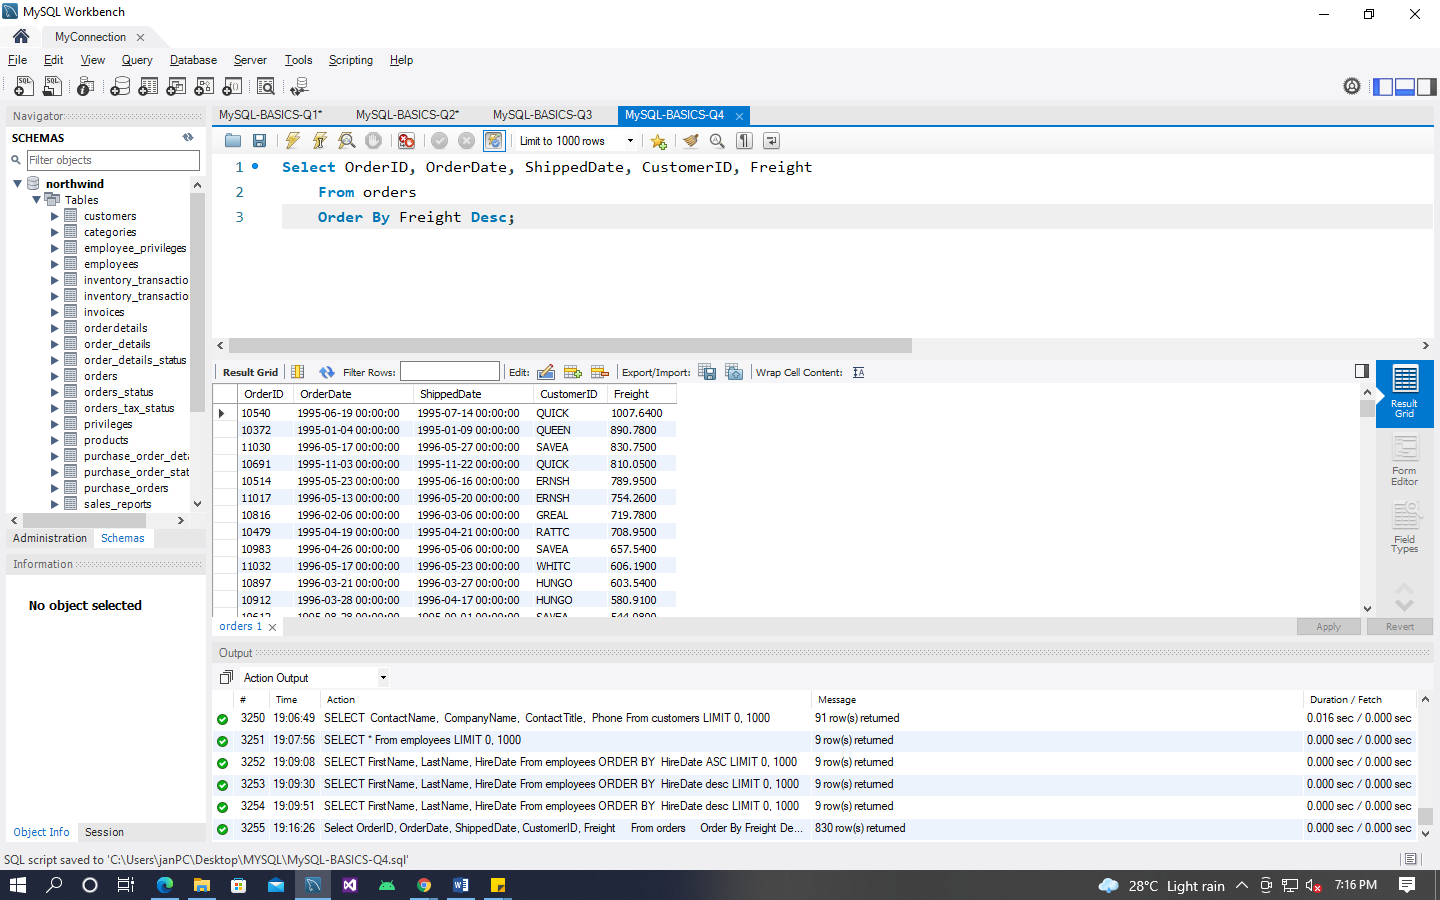 MySQL Workbench
MyConnection
File Edit View Query Database Server Tools Scripting Help
Navigator
SCHEMAS
Filter objects
northwind
Tables
customers
categories
employee_privileges
employees
inventory_transactio
inventory_transactio
invoices
orderdetails
order_details
order_details_status
orders
orders_status
orders_tax_status
privileges
products
purchase_order_deta
purchase_order_stat
purchase_orders
sales_reports
Administration Schemas
Information
No object selected
Object Info Session
MySQL-BASICS-Q1* MySQL-BASICS-Q2* MySQL-BASICS-Q3 MySQL-BASICS-Q4
Limit to 1000 rows
1 Select OrderID, OrderDate, ShippedDate, CustomerID, Freight
2 From orders
3 Order By Freight Desc;
Result Grid Filter Rows: Edit: Export/Import: Wrap Cell Content:
OrderID OrderDate ShippedDate CustomerID Freight
10540 1995-06-19 00:00:00 1995-07-14 00:00:00 QUICK 1007.6400
10372 1995-01-04 00:00:00 1995-01-09 00:00:00 QUEEN 890.7800
11030 1996-05-17 00:00:00 1996-05-27 00:00:00 SAVEA 830.7500
10691 1995-11-03 00:00:00 1995-11-22 00:00:00 QUICK 810.0500
10514 1995-05-23 00:00:00 1995-06-16 00:00:00 ERNSH 789.9500
11017 1996-05-13 00:00:00 1996-05-20 00:00:00 ERNSH 754.2600
10816 1996-02-06 00:00:00 1996-03-06 00:00:00 GREAL 719.7800
10479 1995-04-19 00:00:00 1995-04-21 00:00:00 RATTC 708.9500
10983 1996-04-26 00:00:00 1996-05-06 00:00:00 SAVEA 657.5400
11032 1996-05-17 00:00:00 1996-05-23 00:00:00 WHITC 606.1900
10897 1996-03-21 00:00:00 1996-03-27 00:00:00 HUNGO 603.5400
10912 1996-03-28 00:00:00 1996-04-17 00:00:00 HUNGO 580.9100
Result Grid
Form Editor
Field Types
orders 1
Apply Revert
Output
Action Output
# Time Action Message Duration / Fetch
3250 19:06:49 SELECT ContactName, CompanyName, ContactTitle, Phone From customers LIMIT 0, 1000 91 row(s) returned 0.016 sec / 0.000 sec
3251 19:07:56 SELECT * From employees LIMIT 0, 1000 9 row(s) returned 0.000 sec / 0.000 sec
3252 19:09:08 SELECT FirstName, LastName, HireDate From employees ORDER BY HireDate ASC LIMIT 0, 1000 9 row(s) returned 0.000 sec / 0.000 sec
3253 19:09:30 SELECT FirstName, LastName, HireDate From employees ORDER BY HireDate desc LIMIT 0, 1000 9 row(s) returned 0.000 sec / 0.000 sec
3254 19:09:51 SELECT FirstName, LastName, HireDate From employees ORDER BY HireDate desc LIMIT 0, 1000 9 row(s) returned 0.000 sec / 0.000 sec
3255 19:16:26 Select OrderID, OrderDate, ShippedDate, CustomerID, Freight From orders Order By Freight De... 830 row(s) returned 0.000 sec / 0.000 sec
SQL script saved to 'C:\Users\janPC\Desktop\MYSQL\MySQL-BASICS-Q4.sql'
28°C Light rain 7:16 PM